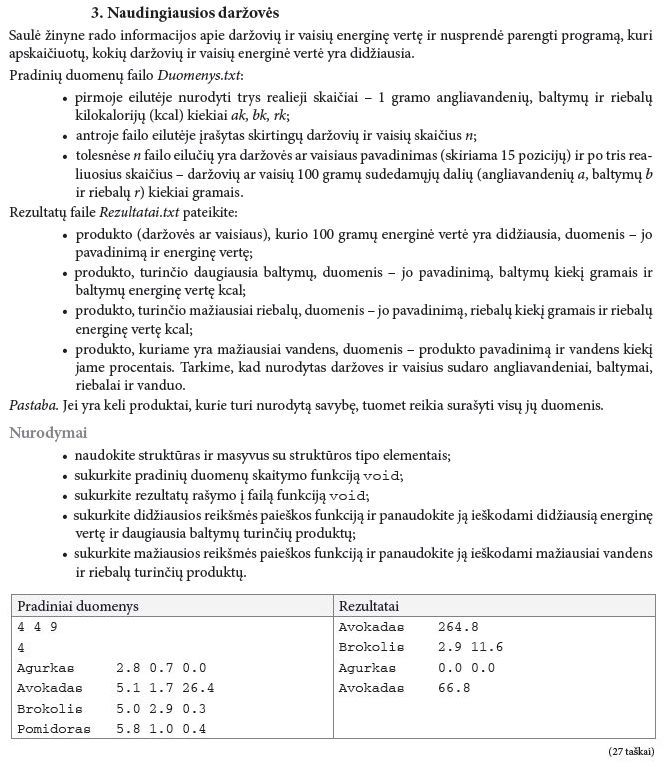 3. Naudingiausios daržovės
Saulė žinyne rado informacijos apie daržovių ir vaisių energinę vertę ir nusprendė parengti programą, kuri
apskaičiuotų, kokių daržovių ir vaisių energinė vertė yra didžiausia.
Pradinių duomenų failo Duomenys.txt:
• pirmoje eilutėje nurodyti trys realieji skaičiai – 1 gramo angliavandenių, baltymų ir riebalų
kilokalorijų (kcal) kiekiai ak, bk, rk;
• antroje failo eilutėje įrašytas skirtingų daržovių ir vaisių skaičius n;
• tolesnėse n failo eilučių yra daržovės ar vaisiaus pavadinimas (skiriama 15 pozicijų) ir po tris rea-
liuosius skaičius – daržovių ar vaisių 100 gramų sudedamųjų dalių (angliavandenių a, baltymų b
ir riebalų r) kiekiai gramais.
Rezultatų faile Rezultatai.txt pateikite:
• produkto (daržovės ar vaisiaus), kurio 100 gramų energinė vertė yra didžiausia, duomenis – jo
pavadinimą ir energinę vertę;
• produkto, turinčio daugiausia baltymų, duomenis – jo pavadinimą, baltymų kiekį gramais ir
baltymų energinę vertę kcal;
• produkto, turinčio mažiausiai riebalų, duomenis – jo pavadinimą, riebalų kiekį gramais ir riebalų
energinę vertę kcal;
• produkto, kuriame yra mažiausiai vandens, duomenis – produkto pavadinimą ir vandens kiekį
jame procentais. Tarkime, kad nurodytas daržoves ir vaisius sudaro angliavandeniai, baltymai,
riebalai ir vanduo.
Pastaba. Jei yra keli produktai, kurie turi nurodytą savybę, tuomet reikia surašyti visų jų duomenis.
Nurodymai
• naudokite struktūras ir masyvus su struktūros tipo elementais;
• sukurkite pradinių duomenų skaitymo funkciją void;
• sukurkite rezultatų rašymo į failą funkciją void;
• sukurkite didžiausios reikšmės paieškos funkciją ir panaudokite ją ieškodami didžiausią energinę
vertę ir daugiausia baltymų turinčių produktų;
• sukurkite mažiausios reikšmės paieškos funkciją ir panaudokite ją ieškodami mažiausiai vandens
ir riebalų turinčių produktų.
Pradiniai duomenys
4 4 9
4
Agurkas 2.8 0.7 0.0
Avokadas 5.1 1.7 26.4
Brokolis 5.0 2.9 0.3
Pomidoras 5.8 1.0 0.4
Rezultatai
Avokadas 264.8
Brokolis 2.9 11.6
Agurkas 0.0 0.0
Avokadas 66.8
(27 taškai)